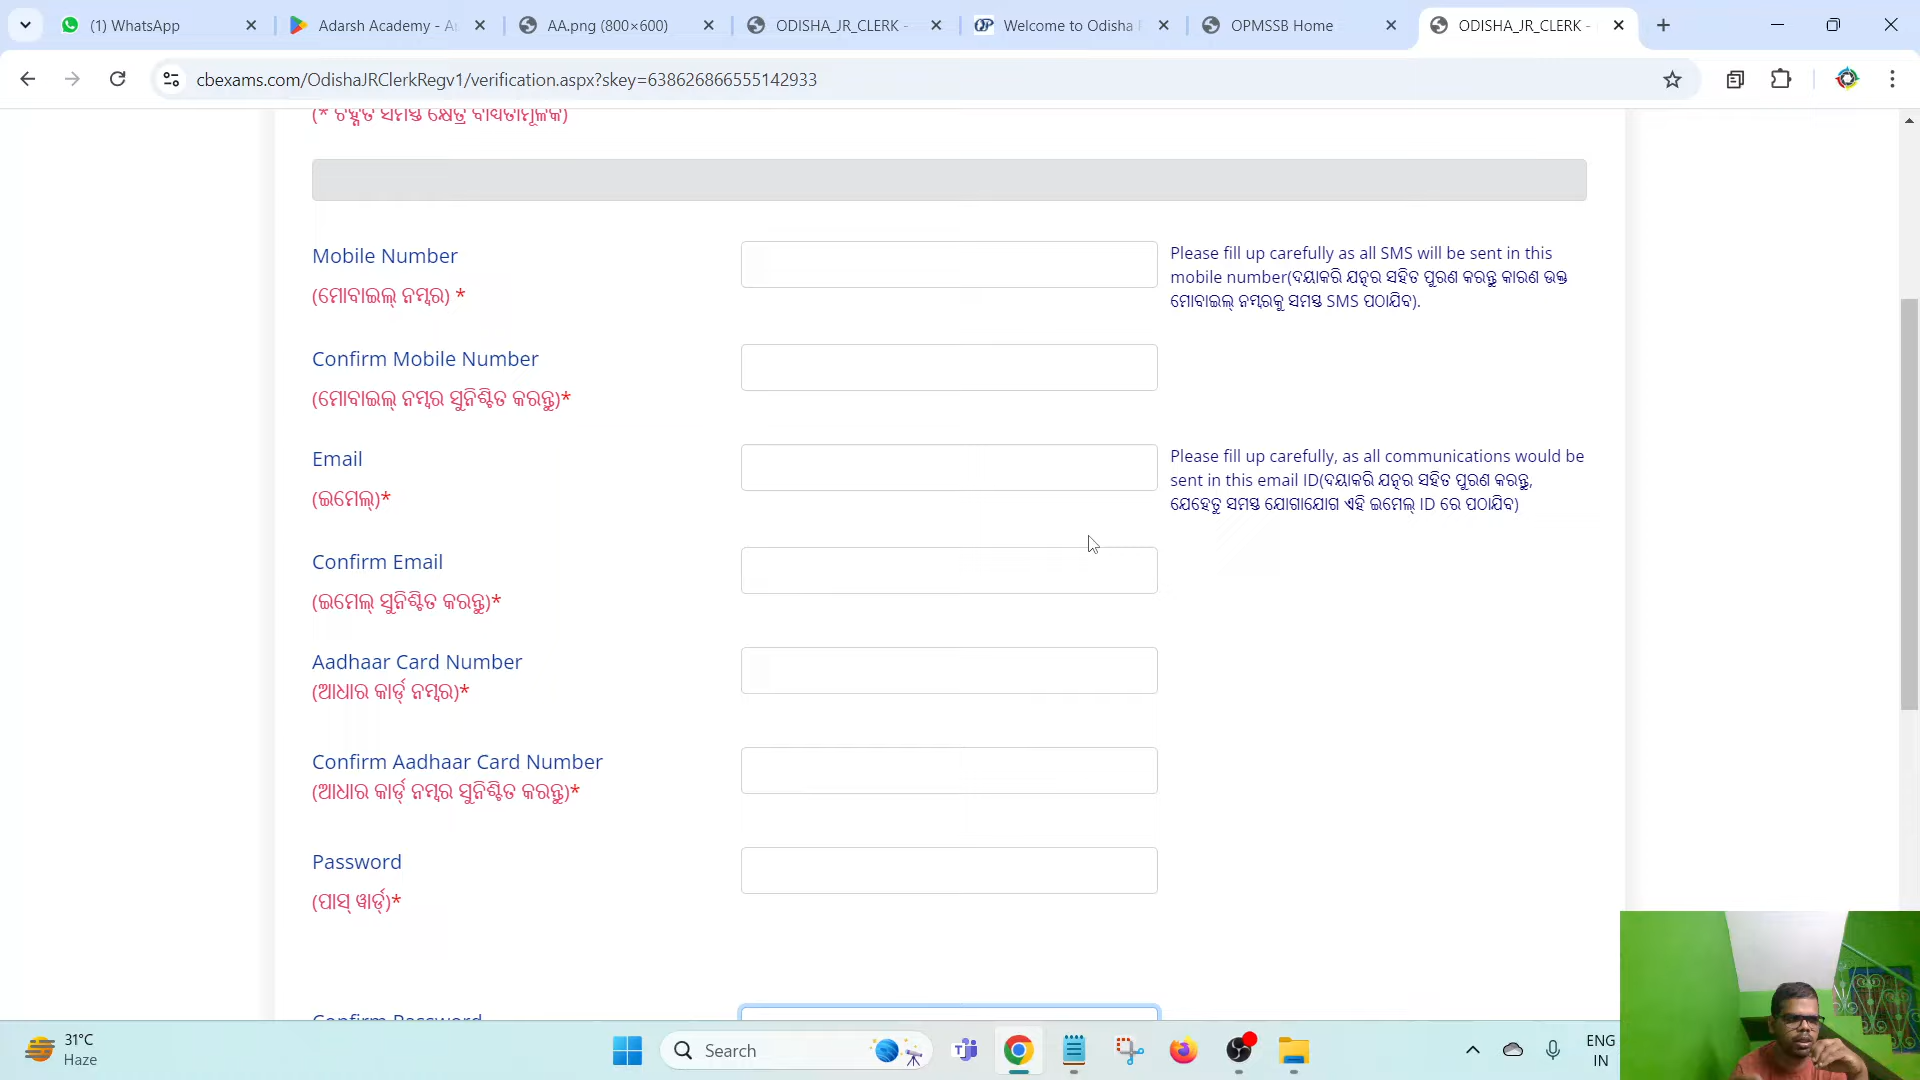 (1) WhatsApp
Adarsh Academy - A
AA.png (800×600)
ODISHA_JR_CLERK -
Welcome to Odisha
OPMSSB Home
ODISHA_JR_CLERK -
cbexams.com/OdishaJRClerkRegv1/verification.aspx?skey=638626866555142933
(* ଚିହ୍ନିତ ସମସ୍ତ କ୍ଷେତ୍ର ବାଧ୍ୟତାମୂଳକ)
Mobile Number
(ମୋବାଇଲ୍ ନମ୍ବର) *
Please fill up carefully as all SMS will be sent in this
mobile number(ଦୟାକରି ଯତ୍ନର ସହିତ ପୁରଣ କରନ୍ତୁ କାରଣ ଉକ୍ତ
ମୋବାଇଲ୍ ନମ୍ବରକୁ ସମସ୍ତ SMS ପଠାଯିବ).
Confirm Mobile Number
(ମୋବାଇଲ୍ ନମ୍ବର ସୁନିଶ୍ଚିତ କରନ୍ତୁ)*
Email
(ଇମେଲ୍)*
Please fill up carefully, as all communications would be
sent in this email ID(ଦୟାକରି ଯତ୍ନର ସହିତ ପୁରଣ କରନ୍ତୁ,
ଯେହେତୁ ସମସ୍ତ ଯୋଗାଯୋଗ ଏହି ଇମେଲ୍ ID ରେ ପଠାଯିବ)
Confirm Email
(ଇମେଲ୍ ସୁନିଶ୍ଚିତ କରନ୍ତୁ)*
Aadhaar Card Number
(ଆଧାର କାର୍ଡ୍ ନମ୍ବର)*
Confirm Aadhaar Card Number
(ଆଧାର କାର୍ଡ୍ ନମ୍ବର ସୁନିଶ୍ଚିତ କରନ୍ତୁ)*
Password
(ପାସ୍ ୱାର୍ଡ୍)*
Confirm Password
31°C
Haze
Search
ENG
IN